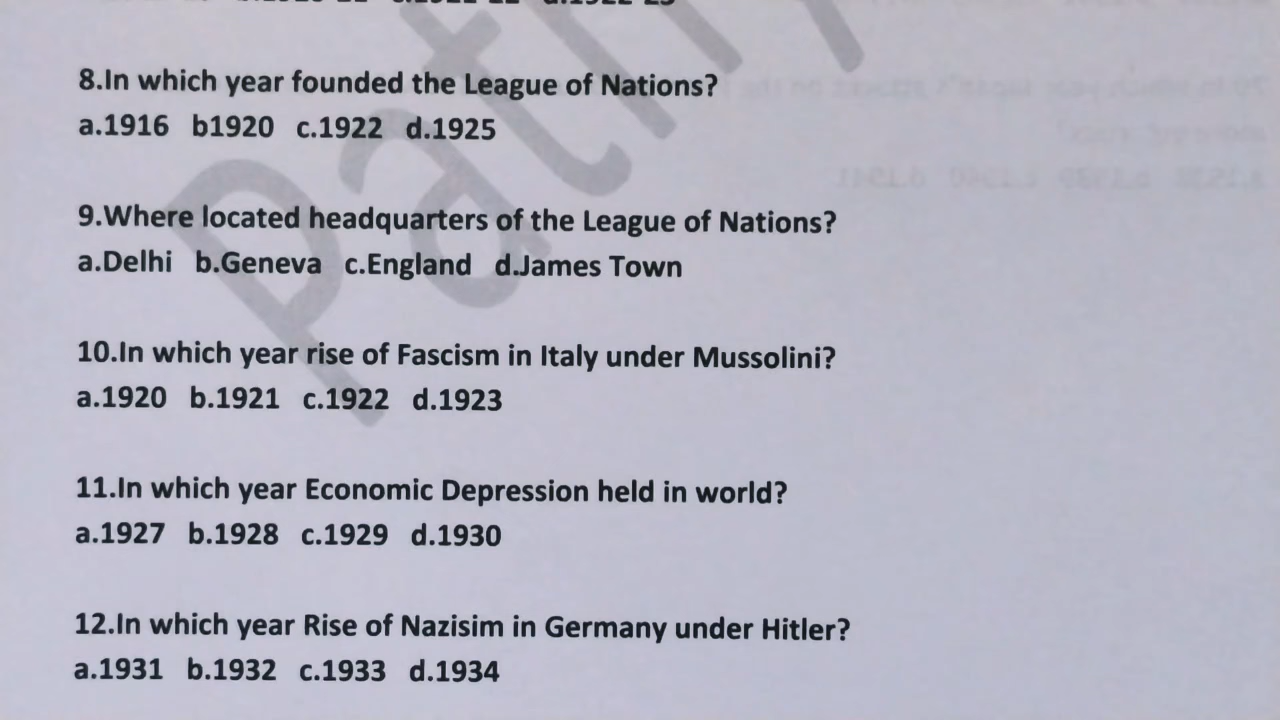 8.In which year founded the League of Nations?
a.1916 b1920 c.1922 d.1925
9.Where located headquarters of the League of Nations?
a.Delhi b.Geneva c.England d.James Town
10.In which year rise of Fascism in Italy under Mussolini?
a.1920 b.1921 c.1922 d.1923
11.In which year Economic Depression held in world?
a.1927 b.1928 c.1929 d.1930
12.In which year Rise of Nazisim in Germany under Hitler?
a.1931 b.1932 c.1933 d.1934